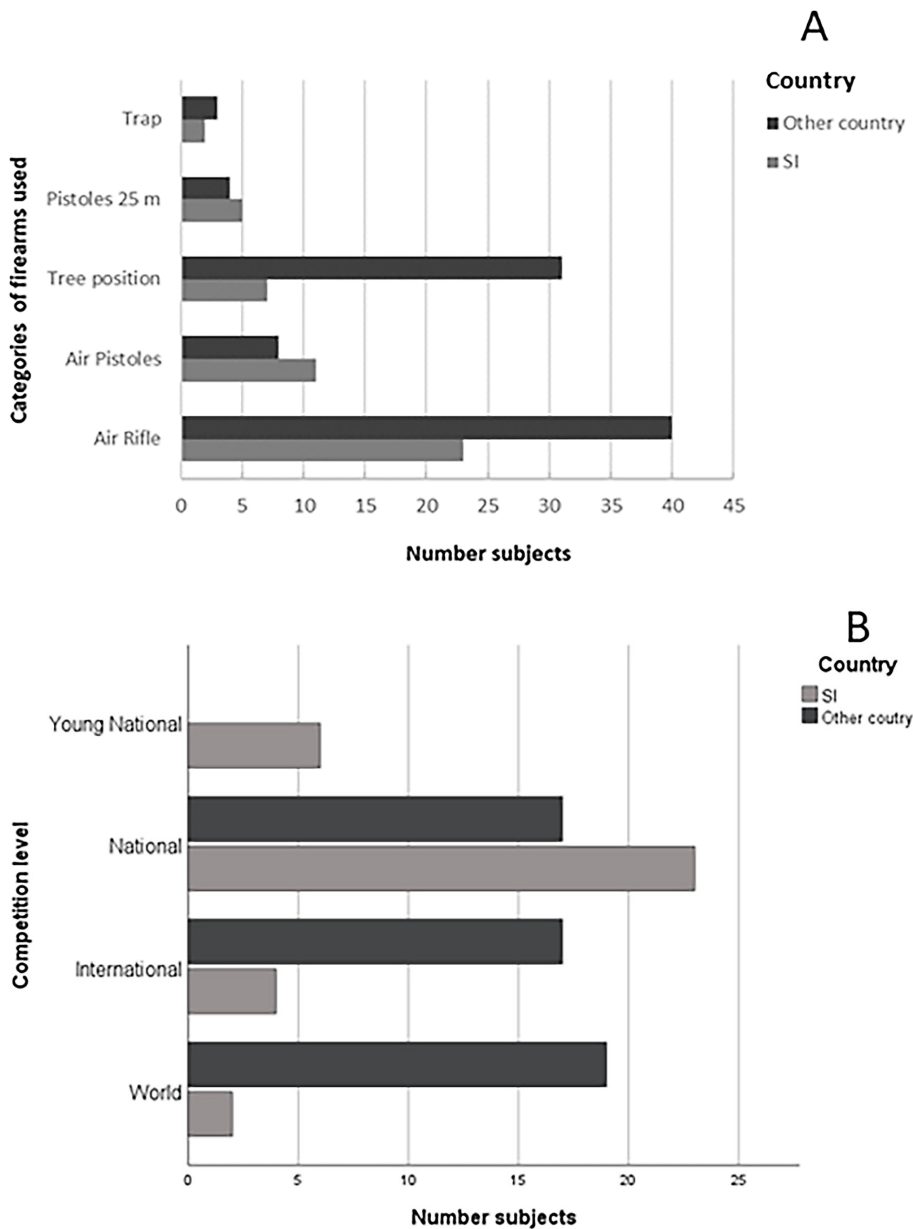 A
Country
Other country
SI
Categories of firearms used
Trap
Pistoles 25 m
Tree position
Air Pistoles
Air Rifle
0 5 10 15 20 25 30 35 40 45
Number subjects
B
Country
SI
Other coutry
Competition level
Young National
National
International
World
0 5 10 15 20 25
Number subjects